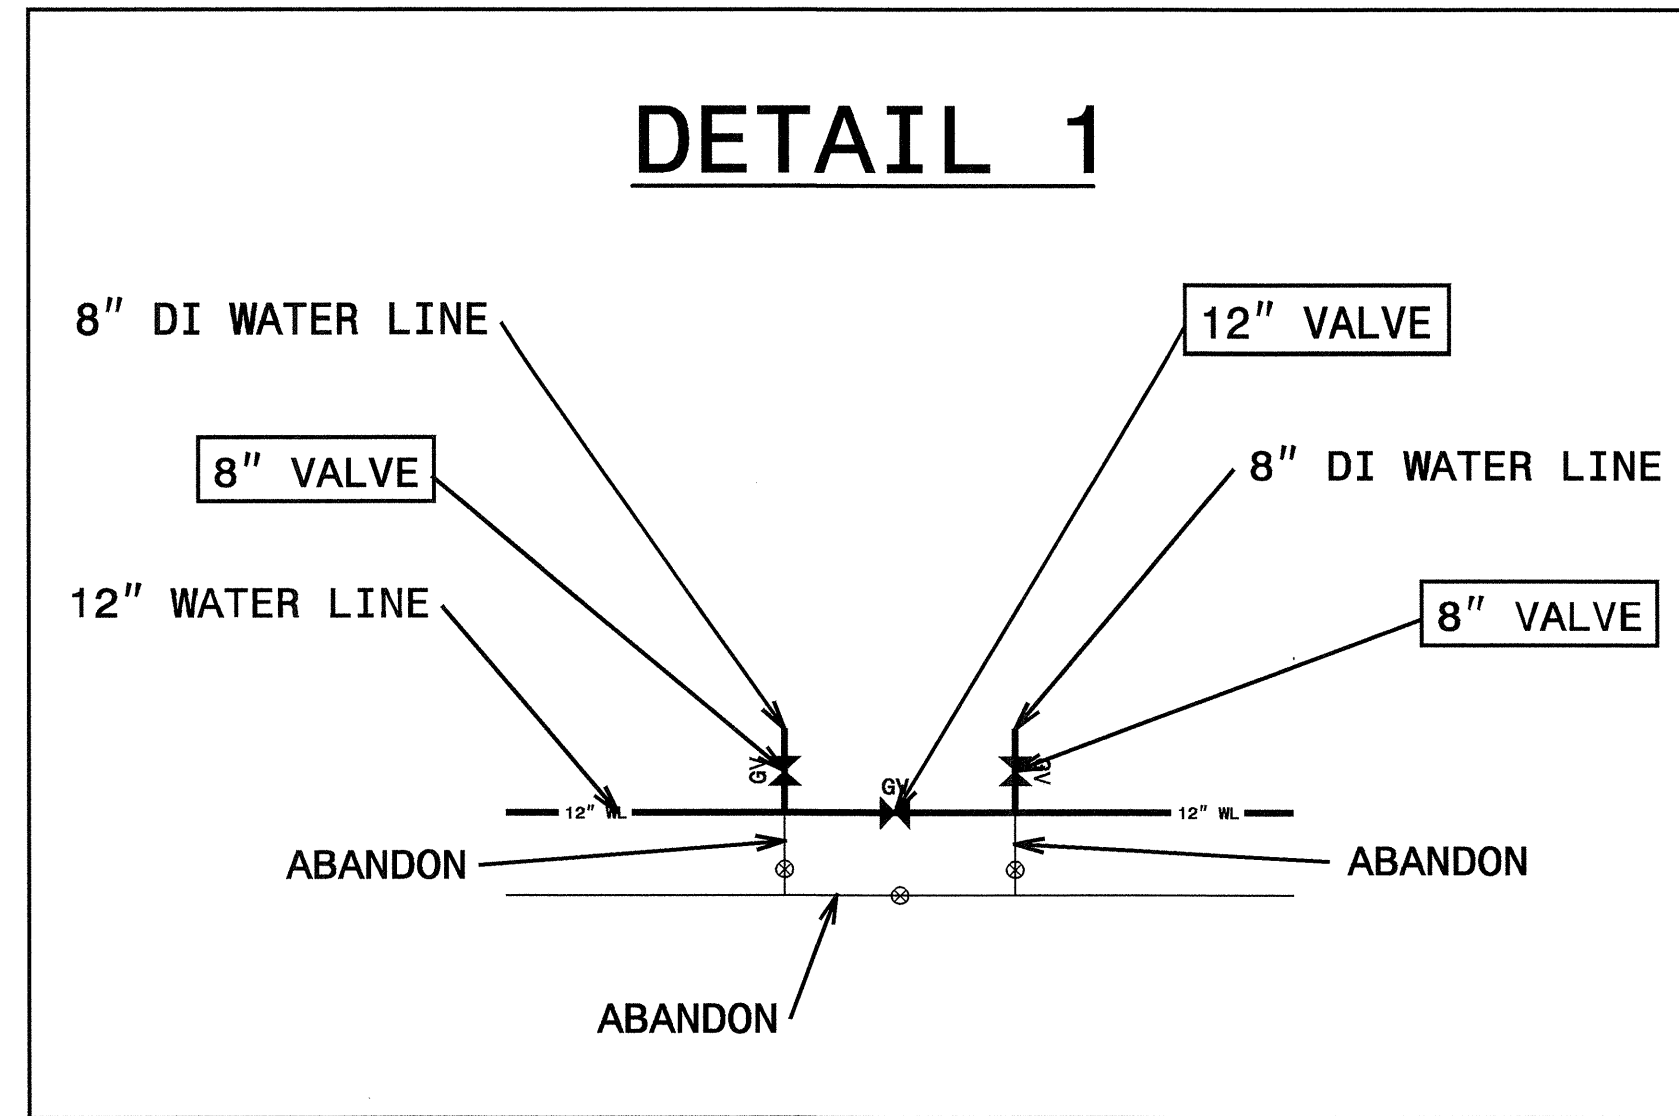 DETAIL 1
8" DI WATER LINE
12" VALVE
8" VALVE
8" DI WATER LINE
12" WATER LINE
8" VALVE
GV
GV
GV
12" WL
12" WL
ABANDON
ABANDON
ABANDON